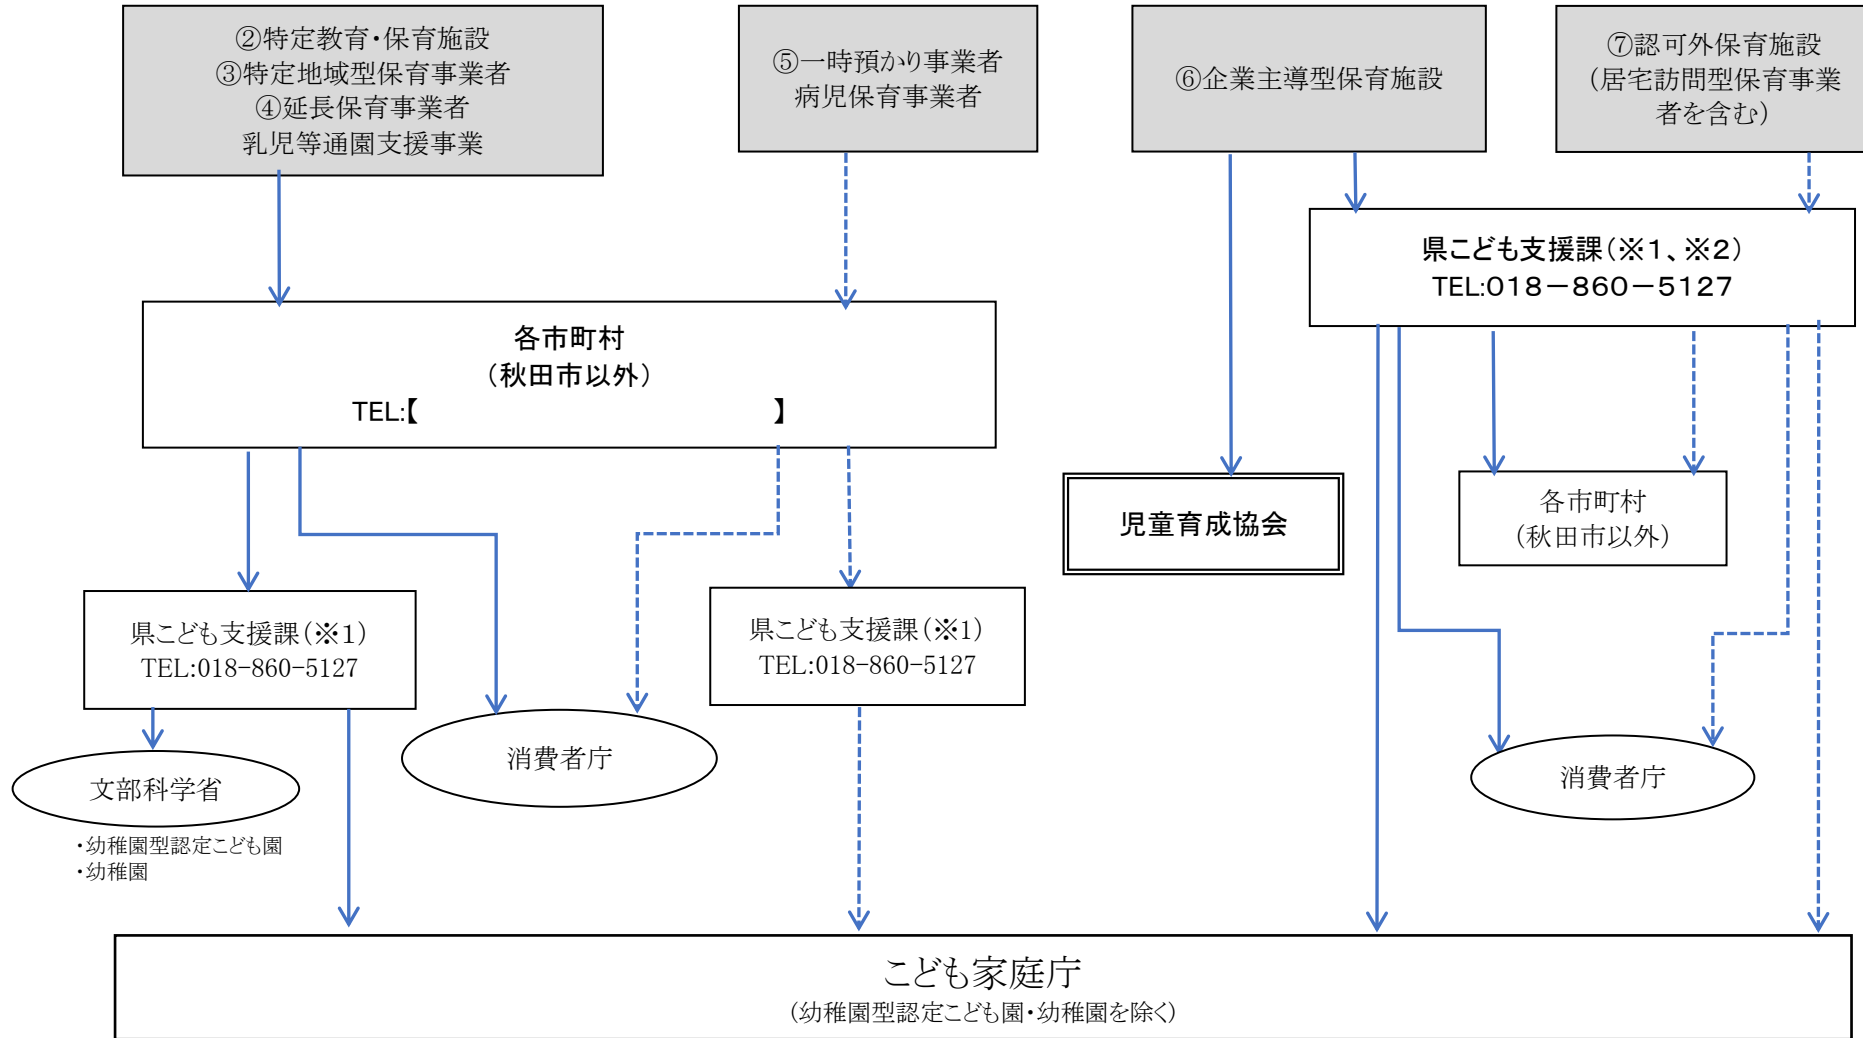 ②特定教育・保育施設
③特定地域型保育事業者
④延長保育事業者
乳児等通園支援事業
⑤一時預かり事業者
病児保育事業者
⑥企業主導型保育施設
⑦認可外保育施設
(居宅訪問型保育事業
者を含む)
県こども支援課(※1、※2)
TEL:018－860－5127
各市町村
(秋田市以外)
TEL:【　　　　　　　　　　　　】
児童育成協会
各市町村
(秋田市以外)
県こども支援課(※1)
TEL:018-860-5127
県こども支援課(※1)
TEL:018-860-5127
消費者庁
消費者庁
文部科学省
・幼稚園型認定こども園
・幼稚園
こども家庭庁
(幼稚園型認定こども園・幼稚園を除く)